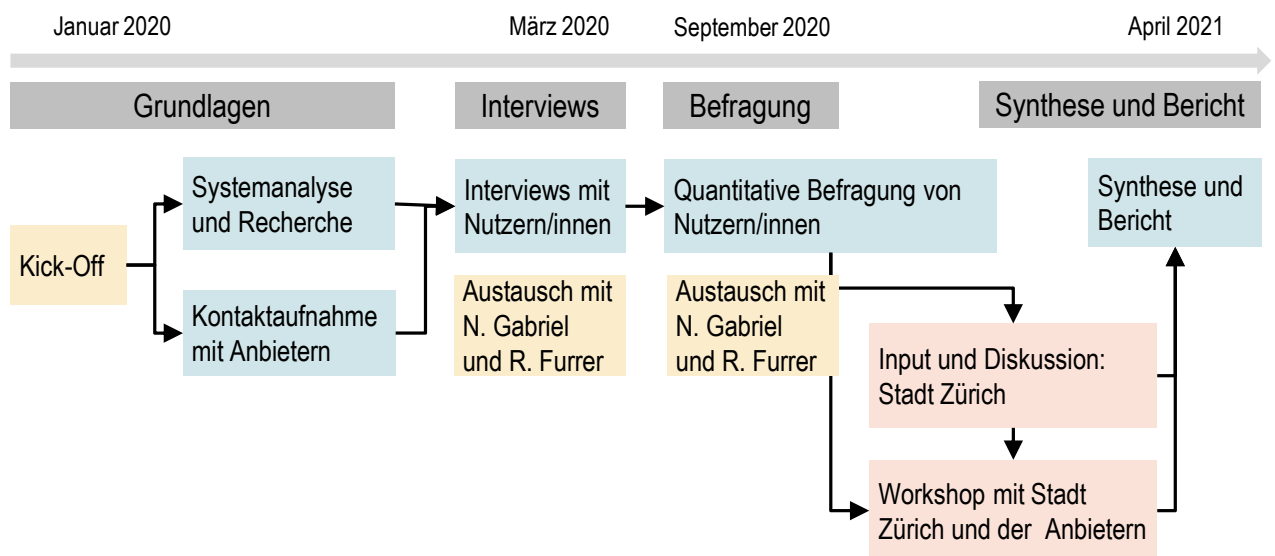 Januar 2020
März 2020
September 2020
April 2021
Grundlagen
Interviews
Befragung
Synthese und Bericht
Kick-Off
Systemanalyse
und Recherche
Kontaktaufnahme
mit Anbietern
Interviews mit
Nutzern/innen
Austausch mit
N. Gabriel
und R. Furrer
Quantitative Befragung von
Nutzern/innen
Austausch mit
N. Gabriel
und R. Furrer
Input und Diskussion:
Stadt Zürich
Workshop mit Stadt
Zürich und der Anbietern
Synthese und
Bericht